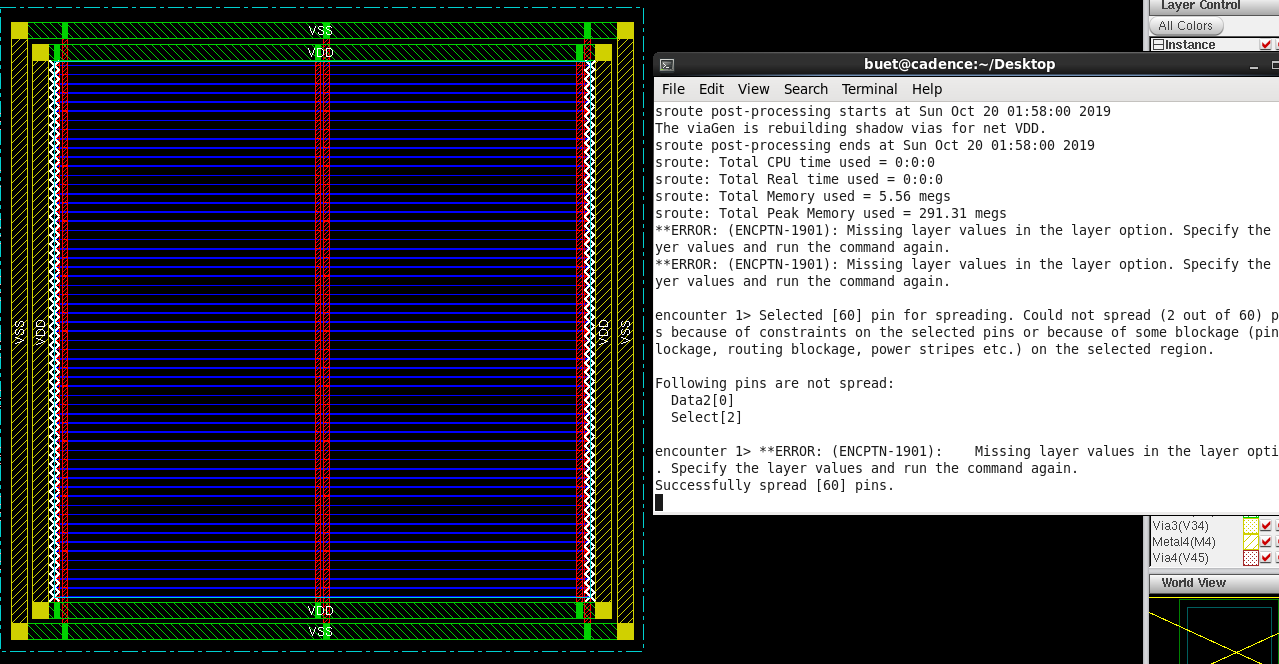 VSS
VDD
VSS
VDD
VDD
VSS
VDD
VSS
Layer Control
All Colors
Instance
buet@cadence:~/Desktop
File Edit View Search Terminal Help
sroute post-processing starts at Sun Oct 20 01:58:00 2019
The viaGen is rebuilding shadow vias for net VDD.
sroute post-processing ends at Sun Oct 20 01:58:00 2019
sroute: Total CPU time used = 0:0:0
sroute: Total Real time used = 0:0:0
sroute: Total Memory used = 5.56 megs
sroute: Total Peak Memory used = 291.31 megs
**ERROR: (ENCPTN-1901): Missing layer values in the layer option. Specify the
yer values and run the command again.
**ERROR: (ENCPTN-1901): Missing layer values in the layer option. Specify the
yer values and run the command again.
encounter 1> Selected [60] pin for spreading. Could not spread (2 out of 60) p
s because of constraints on the selected pins or because of some blockage (pin
lockage, routing blockage, power stripes etc.) on the selected region.
Following pins are not spread:
Data2[0]
Select[2]
encounter 1> **ERROR: (ENCPTN-1901): Missing layer values in the layer opti
. Specify the layer values and run the command again.
Successfully spread [60] pins.
Via3(V34)
Metal4(M4)
Via4(V45)
World View